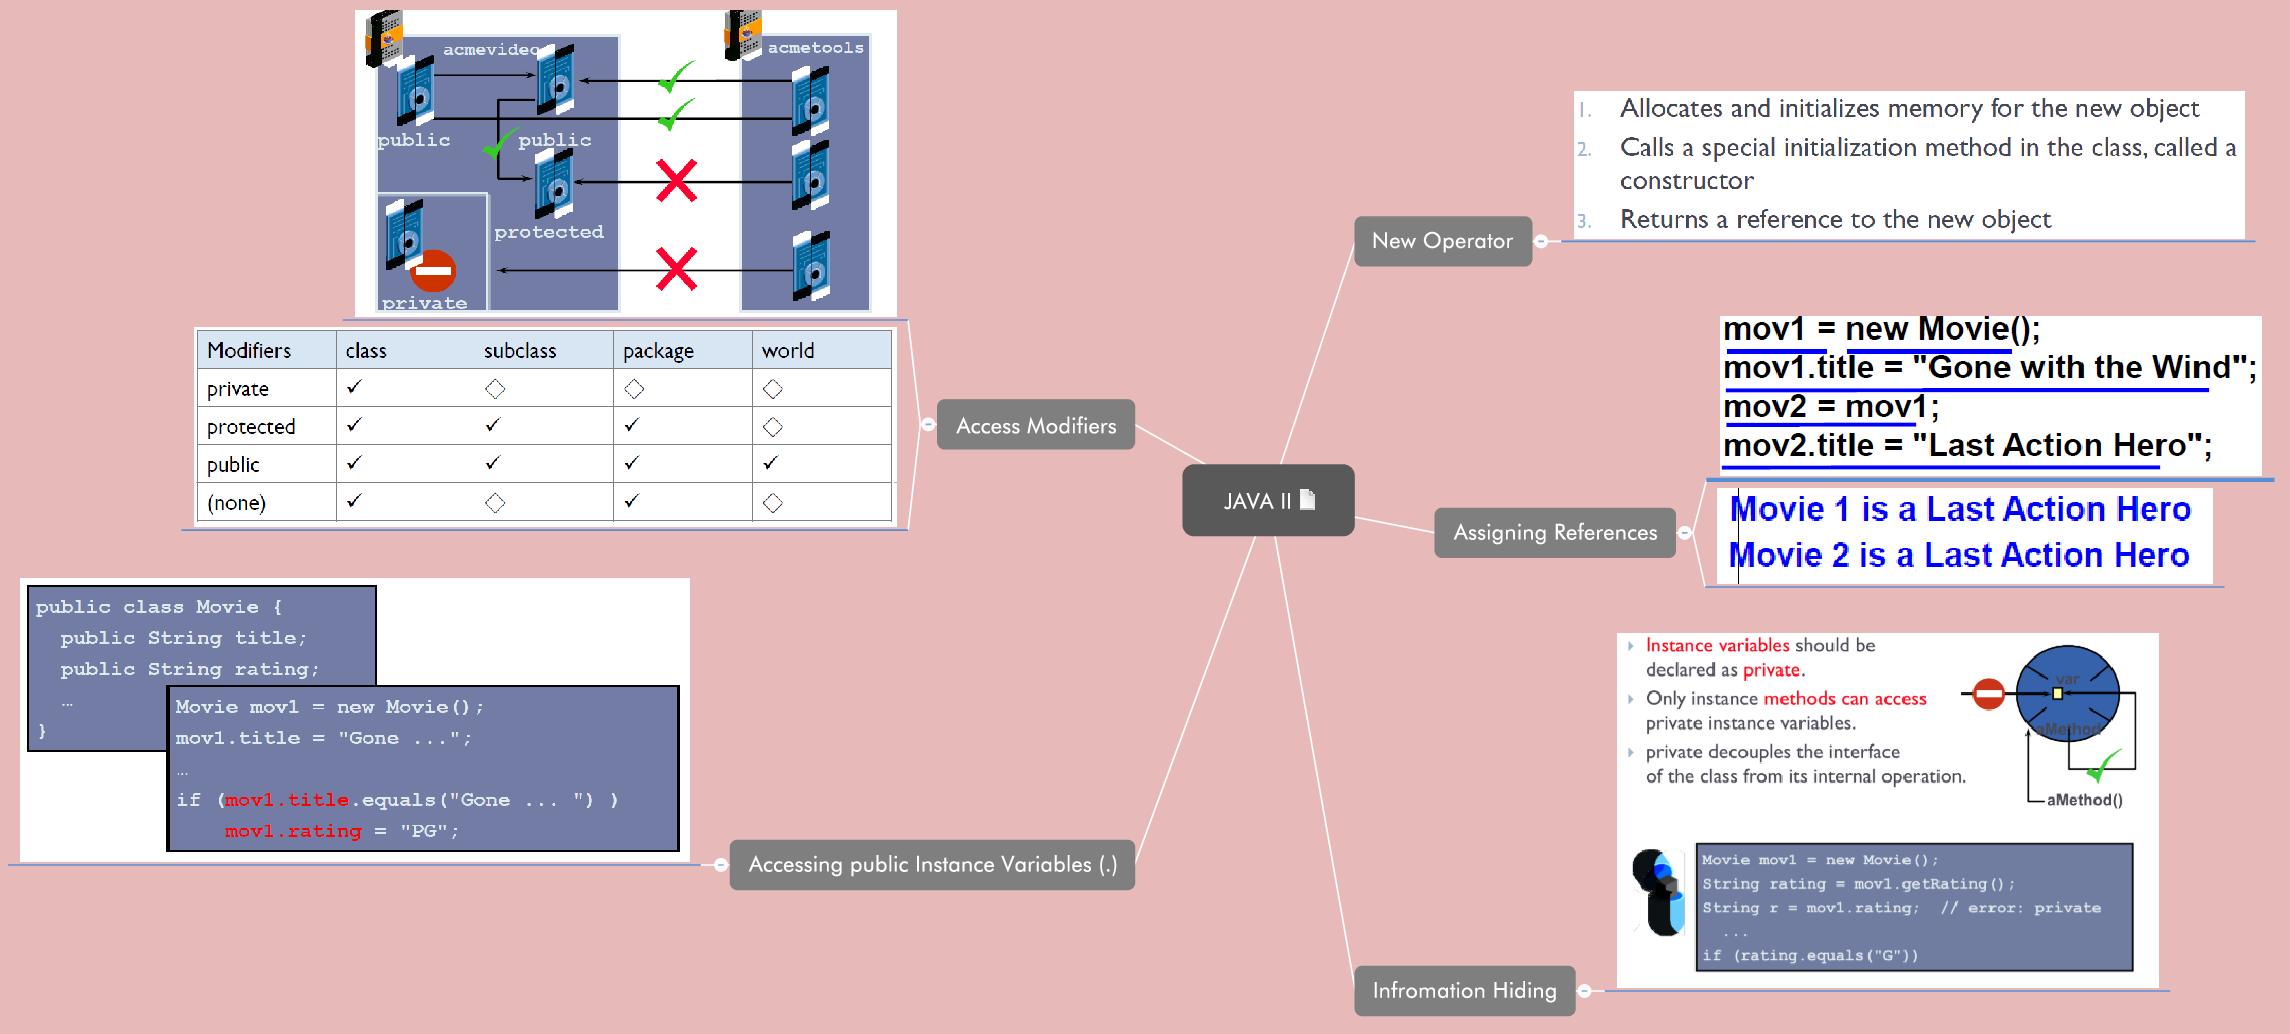 acmevideo
acmetools
public
public
protected
private
Modifiers class subclass package world
private
protected
public
(none)
public class Movie {
public String title;
public String rating;
…
}
Movie mov1 = new Movie();
mov1.title = "Gone ...";
…
if (mov1.title.equals("Gone ... ") )
mov1.rating = "PG";
Access Modifiers
Accessing public Instance Variables (.)
JAVA II
New Operator
1. Allocates and initializes memory for the new object
2. Calls a special initialization method in the class, called a
constructor
3. Returns a reference to the new object
Assigning References
mov1 = new Movie();
mov1.title = "Gone with the Wind";
mov2 = mov1;
mov2.title = "Last Action Hero";
Movie 1 is a Last Action Hero
Movie 2 is a Last Action Hero
Infromation Hiding
Instance variables should be
declared as private.
Only instance methods can access
private instance variables.
private decouples the interface
of the class from its internal operation.
var
aMethod
aMethod()
Movie mov1 = new Movie();
String rating = mov1.getRating();
String r = mov1.rating; // error: private
...
if (rating.equals("G"))